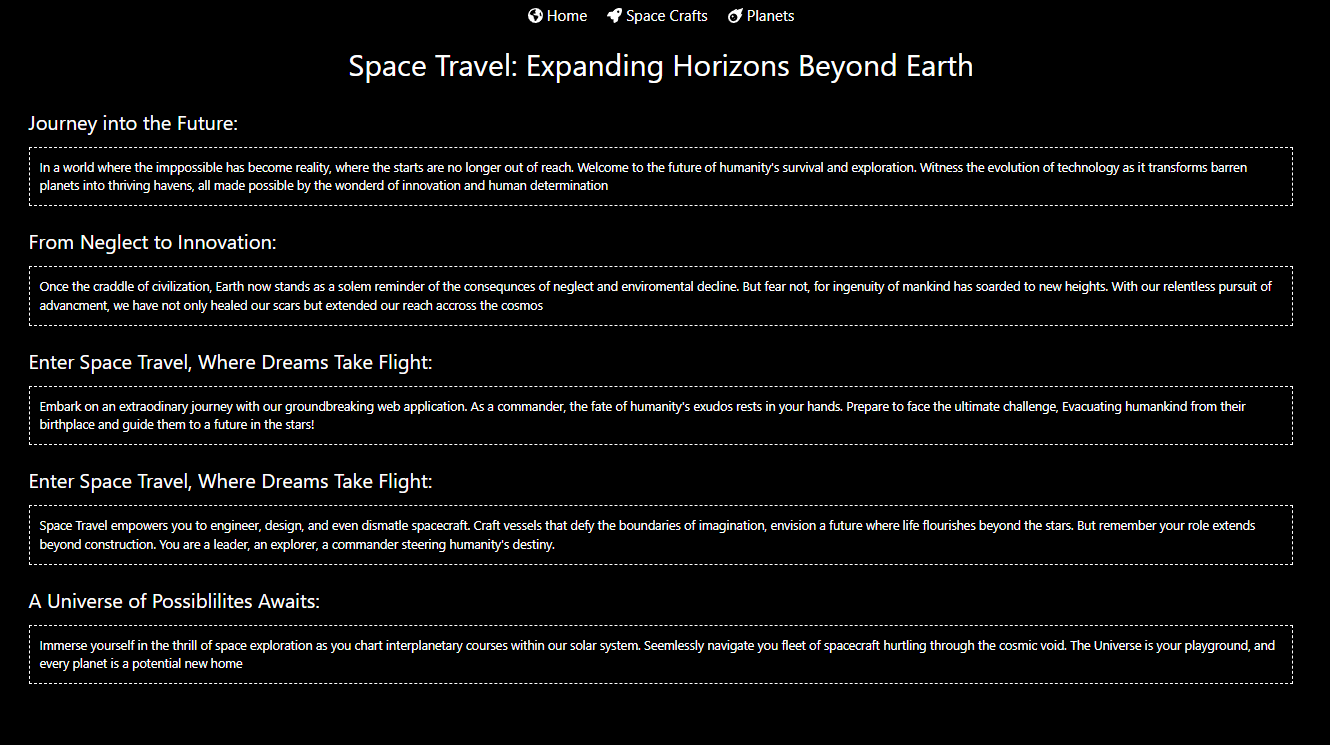 Home Space Crafts Planets
Space Travel: Expanding Horizons Beyond Earth
Journey into the Future:
In a world where the imppossible has become reality, where the starts are no longer out of reach. Welcome to the future of humanity's survival and exploration. Witness the evolution of technology as it transforms barren
planets into thriving havens, all made possible by the wonderd of innovation and human determination
From Neglect to Innovation:
Once the craddle of civilization, Earth now stands as a solem reminder of the consequnces of neglect and enviromental decline. But fear not, for ingenuity of mankind has soarded to new heights. With our relentless pursuit of
advancment, we have not only healed our scars but extended our reach accross the cosmos
Enter Space Travel, Where Dreams Take Flight:
Embark on an extraodinary journey with our groundbreaking web application. As a commander, the fate of humanity's exudos rests in your hands. Prepare to face the ultimate challenge, Evacuating humankind from their
birthplace and guide them to a future in the stars!
Enter Space Travel, Where Dreams Take Flight:
Space Travel empowers you to engineer, design, and even dismatle spacecraft. Craft vessels that defy the boundaries of imagination, envision a future where life flourishes beyond the stars. But remember your role extends
beyond construction. You are a leader, an explorer, a commander steering humanity's destiny.
A Universe of Possiblilites Awaits:
Immerse yourself in the thrill of space exploration as you chart interplanetary courses within our solar system. Seemlessly navigate you fleet of spacecraft hurtling through the cosmic void. The Universe is your playground, and
every planet is a potential new home